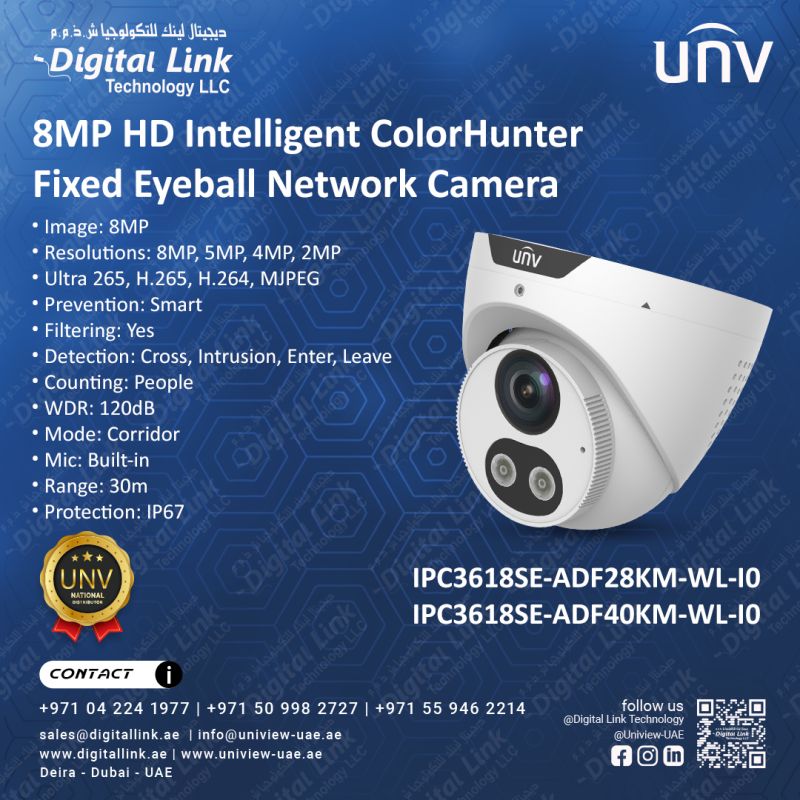 ديجيتال لينك للتكنولوجيا ش.ذ.م.م
Digital Link
Technology LLC
unv
8MP HD Intelligent ColorHunter
Fixed Eyeball Network Camera
• Image: 8MP
• Resolutions: 8MP, 5MP, 4MP, 2MP
• Ultra 265, H.265, H.264, MJPEG
• Prevention: Smart
• Filtering: Yes
• Detection: Cross, Intrusion, Enter, Leave
• Counting: People
• WDR: 120dB
• Mode: Corridor
• Mic: Built-in
• Range: 30m
• Protection: IP67
unv
UNV
NATIONAL
DISTRIBUTOR
IPC3618SE-ADF28KM-WL-I0
IPC3618SE-ADF40KM-WL-I0
CONTACT i
+971 04 224 1977 | +971 50 998 2727 | +971 55 946 2214
sales@digitallink.ae | info@uniview-uae.ae
www.digitallink.ae | www.uniview-uae.ae
Deira - Dubai - UAE
follow us
@Digital Link Technology
@Uniview-UAE
Digital Link